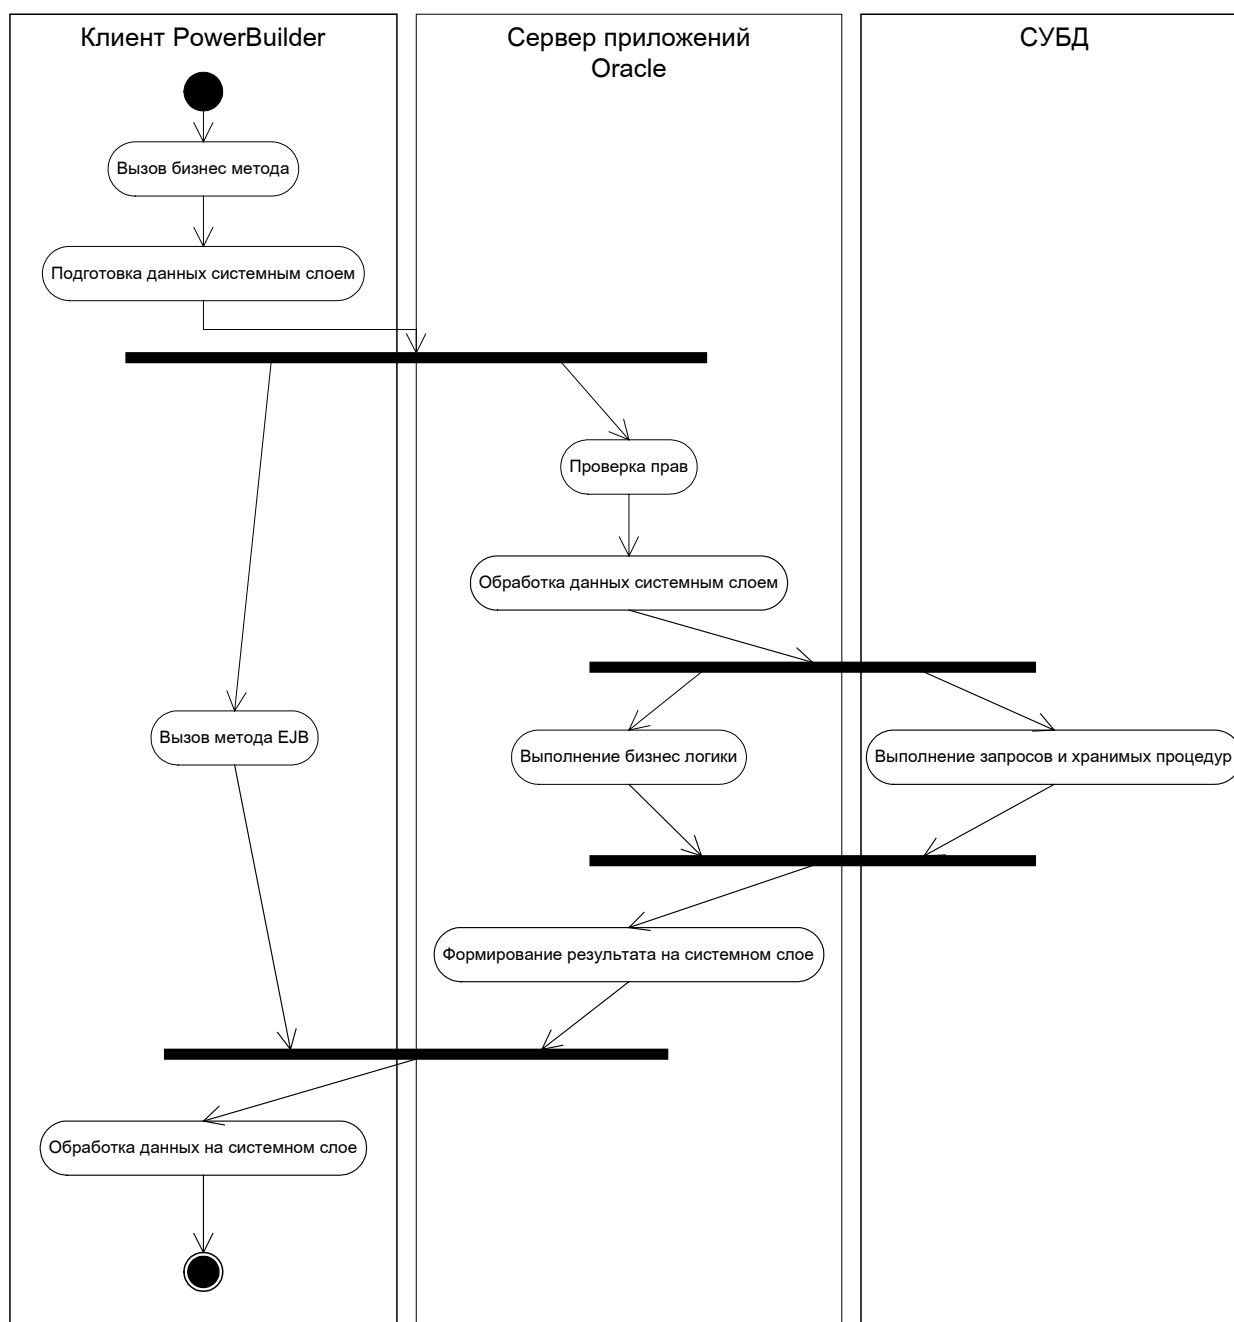 Клиент PowerBuilder
Сервер приложений
Oracle
СУБД
Вызов бизнес метода
Подготовка данных системным слоем
Проверка прав
Обработка данных системным слоем
Вызов метода EJB
Выполнение бизнес логики
Выполнение запросов и хранимых процедур
Формирование результата на системном слое
Обработка данных на системном слое